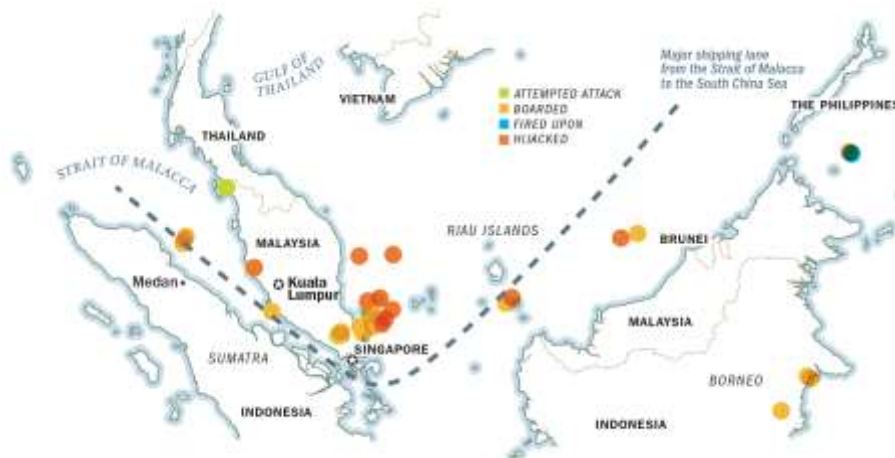 GULF OF
THAILAND
VIETNAM
ATTEMPTED ATTACK
BOARDED
FIRED UPON
HIJACKED
Major shipping lane
from the Strait of Malacca
to the South China Sea
THE PHILIPPINES
THAILAND
STRAIT OF MALACCA
RIAU ISLANDS
BRUNEI
MALAYSIA
Medan
Kuala
Lumpur
MALAYSIA
SINGAPORE
SUMATRA
BORNEO
INDONESIA
INDONESIA